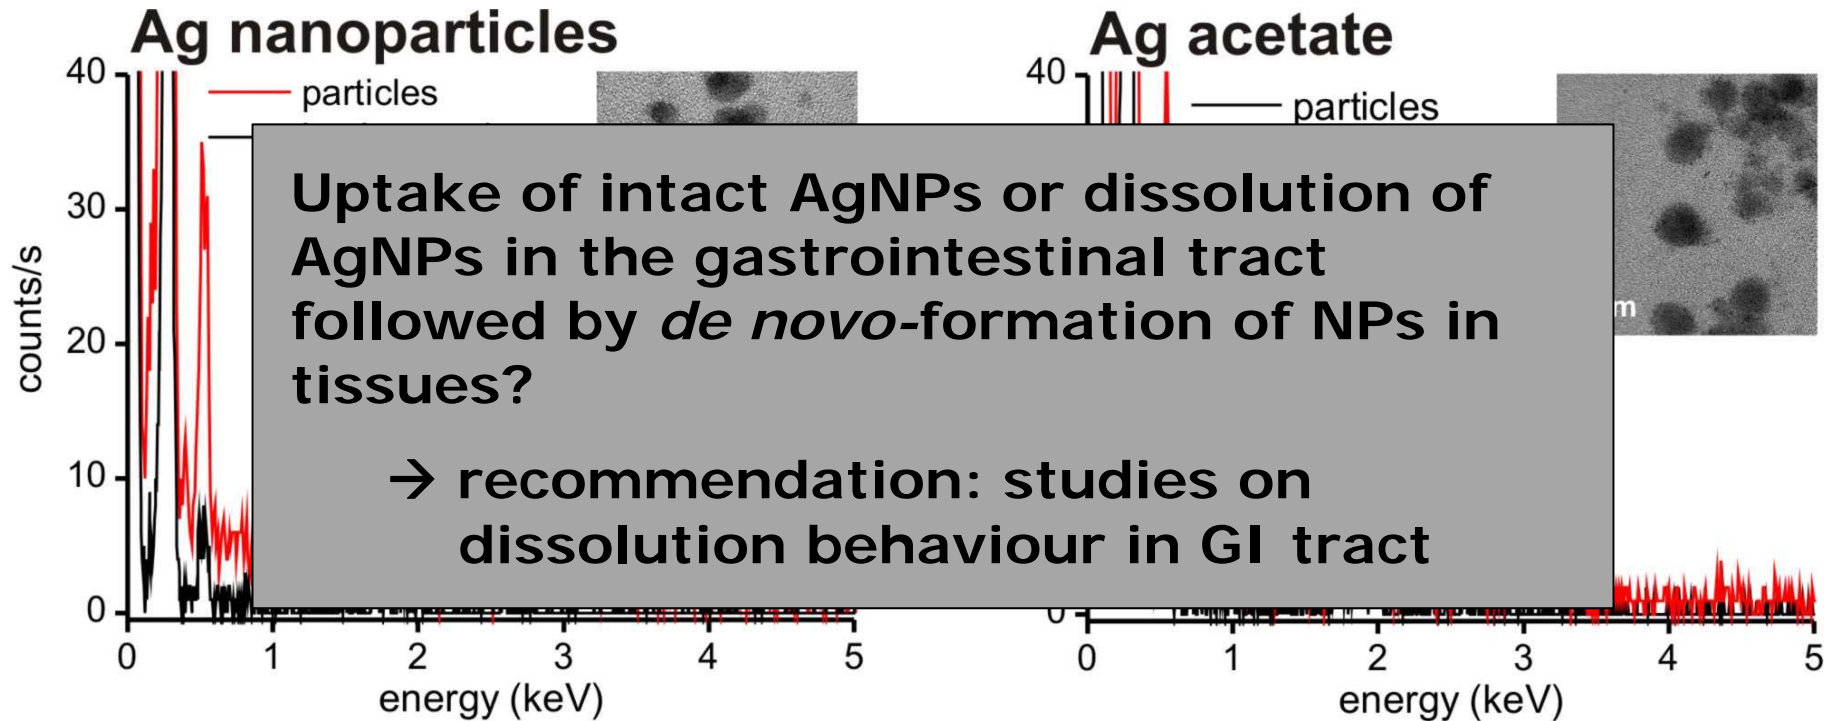 Ag nanoparticles
40
particles
30
20
10
0
counts/s
0 1 2 3 4 5
energy (keV)
Ag acetate
40
particles
m
0
0 1 2 3 4 5
energy (keV)
Uptake of intact AgNPs or dissolution of
AgNPs in the gastrointestinal tract
followed by de novo-formation of NPs in
tissues?
→ recommendation: studies on
dissolution behaviour in GI tract